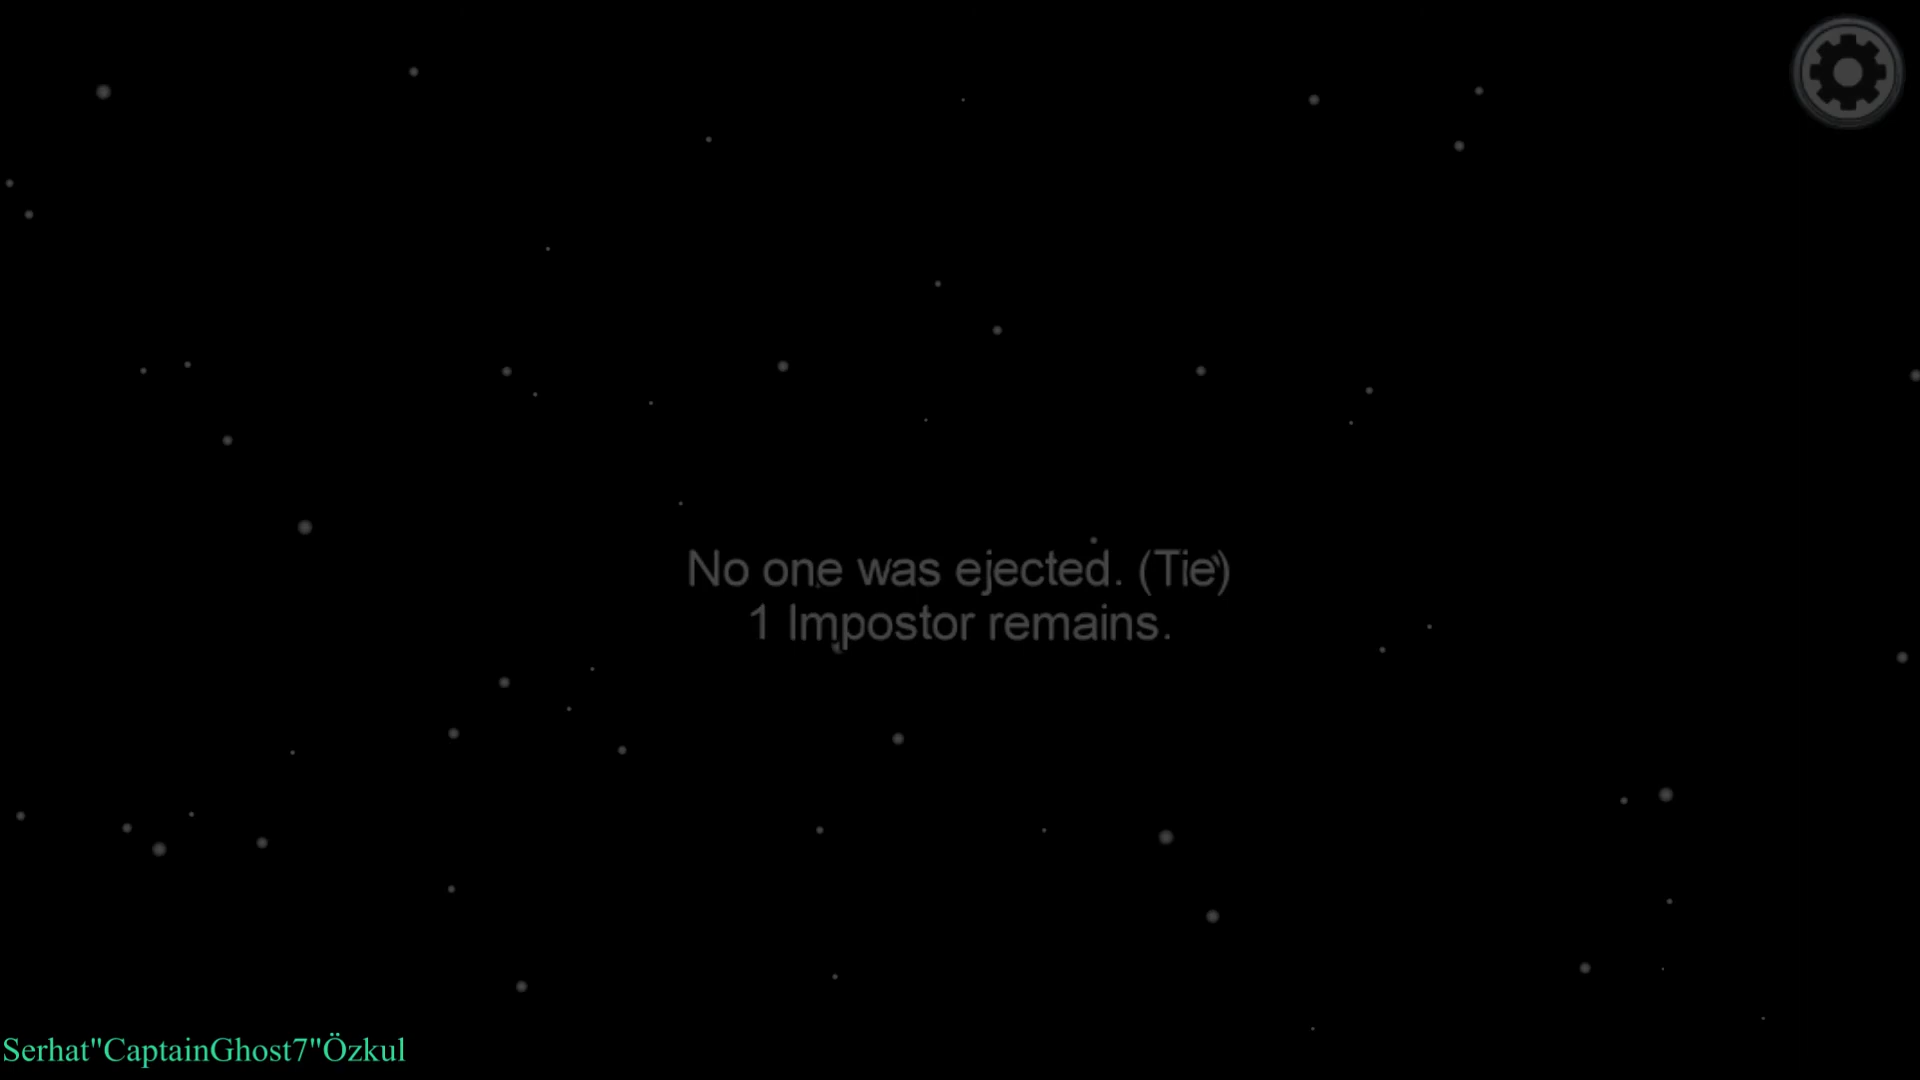 No one was ejected. (Tie)
1 Impostor remains.
Serhat"CaptainGhost7"Özkul